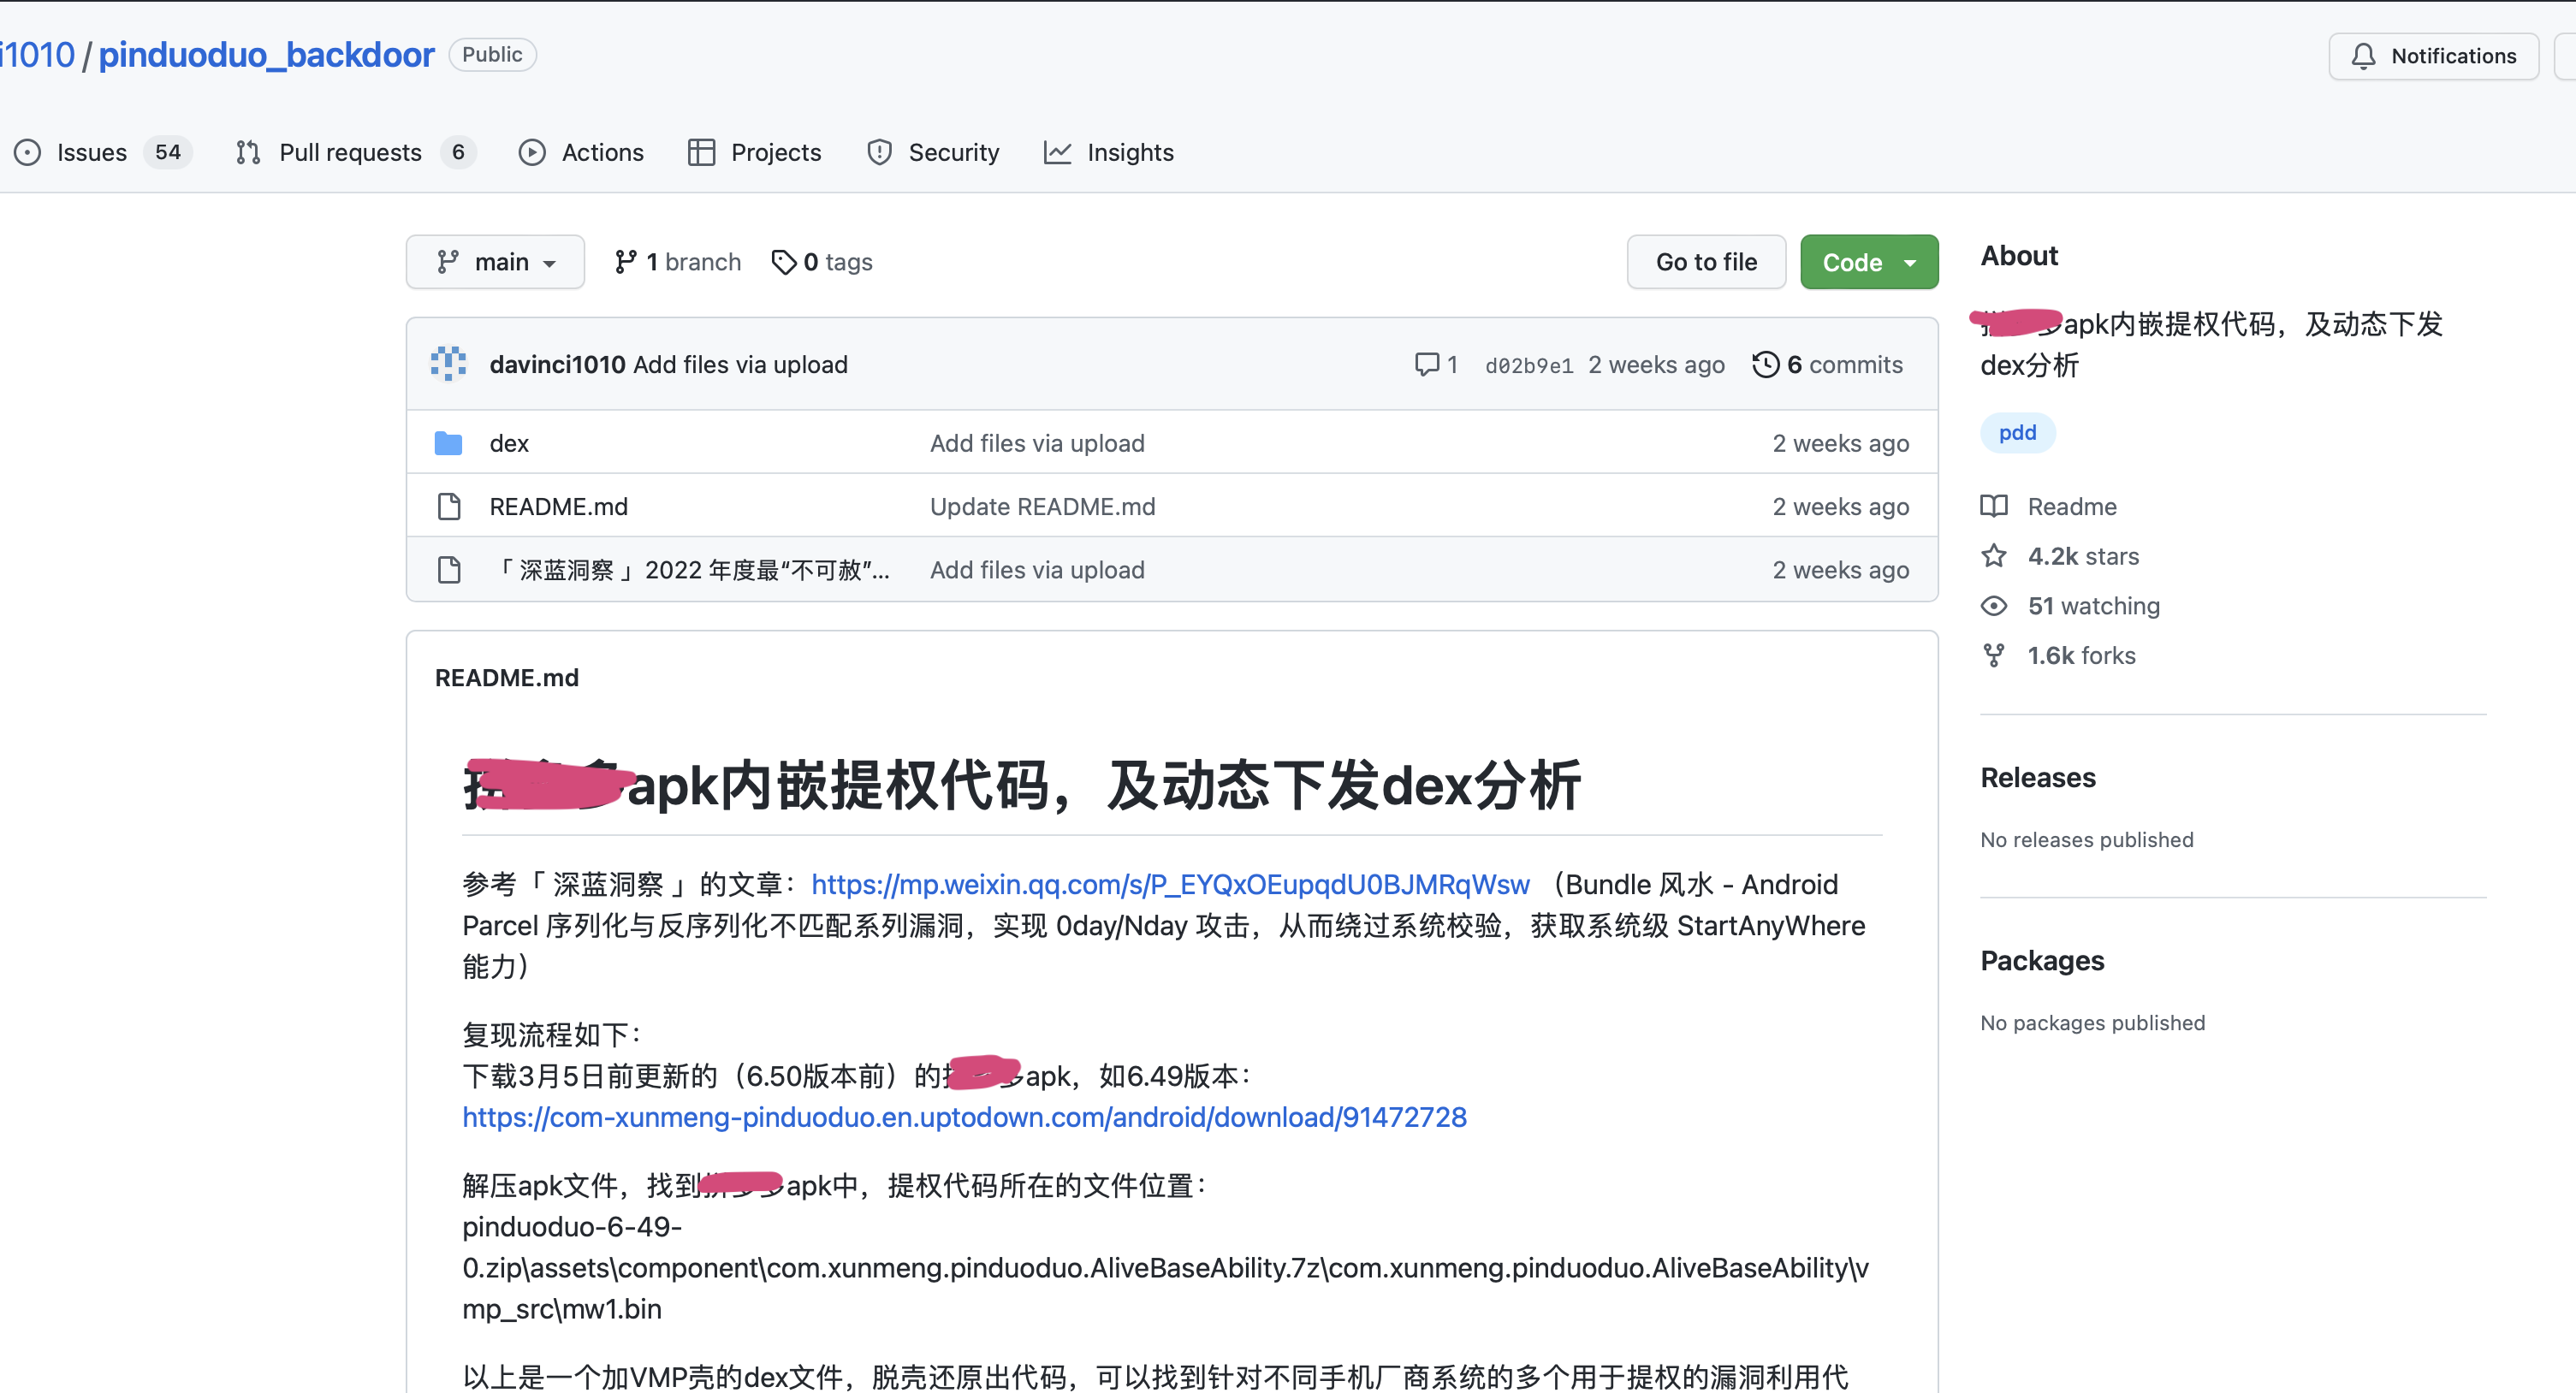 i1010 / pinduoduo_backdoor Public
Notifications
Issues 54 Pull requests 6 Actions Projects Security Insights
main 1 branch 0 tags
Go to file Code
davinci1010 Add files via upload 1 d02b9e1 2 weeks ago 6 commits
dex Add files via upload 2 weeks ago
README.md Update README.md 2 weeks ago
「 深蓝洞察 」2022 年度最“不可赦”... Add files via upload 2 weeks ago
README.md
apk内嵌提权代码，及动态下发dex分析
参考「 深蓝洞察 」的文章：https://mp.weixin.qq.com/s/P_EYQxOEupqdU0BJMRqWsw （Bundle 风水 - Android
Parcel 序列化与反序列化不匹配系列漏洞，实现 0day/Nday 攻击，从而绕过系统校验，获取系统级 StartAnyWhere
能力）
复现流程如下：
下载3月5日前更新的（6.50版本前）的 apk，如6.49版本：
https://com-xunmeng-pinduoduo.en.uptodown.com/android/download/91472728
解压apk文件，找到 apk中，提权代码所在的文件位置：
pinduoduo-6-49-
0.zip\assets\component\com.xunmeng.pinduoduo.AliveBaseAbility.7z\com.xunmeng.pinduoduo.AliveBaseAbility\v
mp_src\mw1.bin
以上是一个加VMP壳的dex文件，脱壳还原出代码，可以找到针对不同手机厂商系统的多个用于提权的漏洞利用代
About
apk内嵌提权代码，及动态下发
dex分析
pdd
Readme
4.2k stars
51 watching
1.6k forks
Releases
No releases published
Packages
No packages published